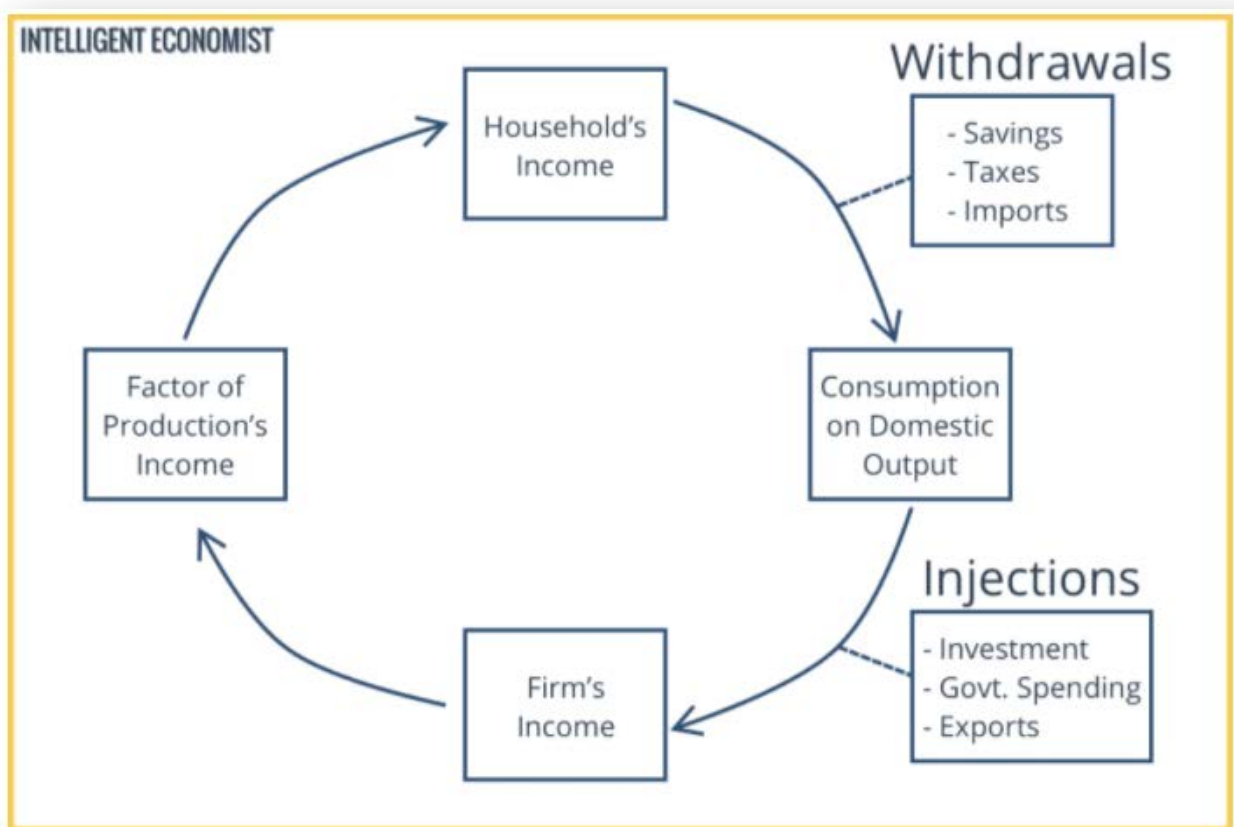 INTELLIGENT ECONOMIST
Withdrawals
- Savings
- Taxes
- Imports
Household's
Income
Consumption
on Domestic
Output
Injections
- Investment
- Govt. Spending
- Exports
Firm's
Income
Factor of
Production's
Income